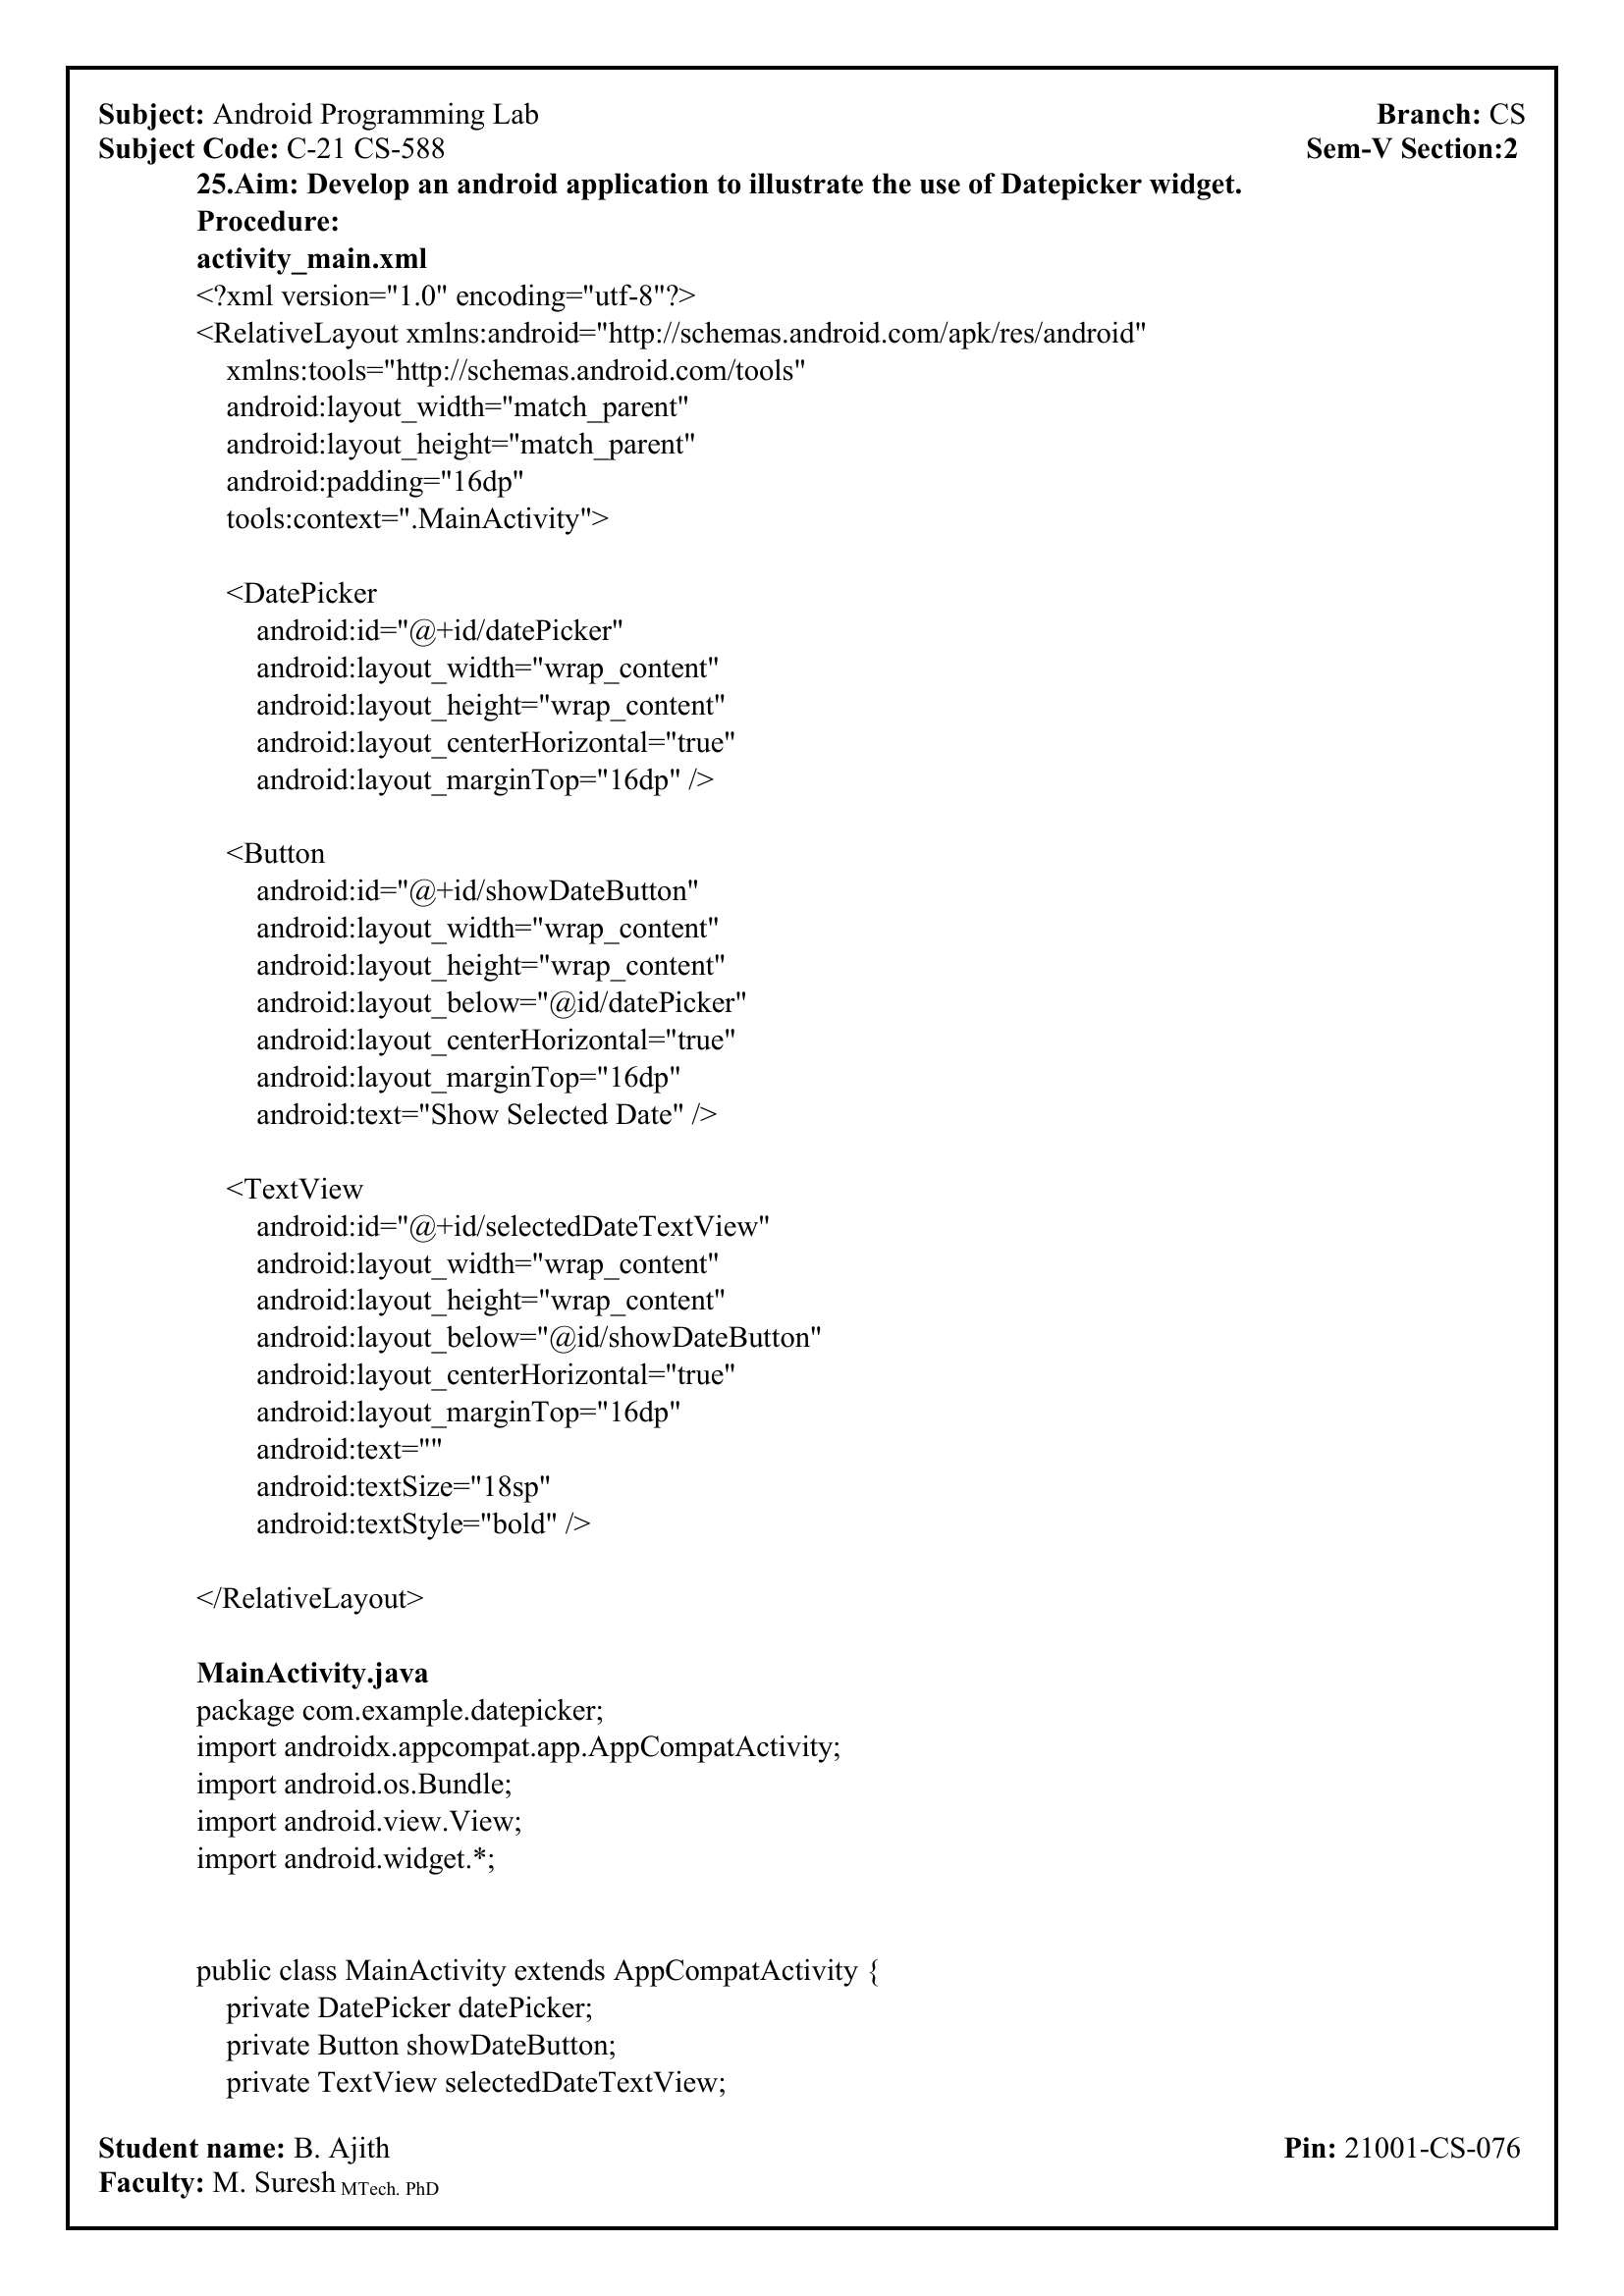 Subject: Android Programming Lab Branch: CS
Subject Code: C-21 CS-588 Sem-V Section:2
25.Aim: Develop an android application to illustrate the use of Datepicker widget.
Procedure:
activity_main.xml
<?xml version="1.0" encoding="utf-8"?>
<RelativeLayout xmlns:android="http://schemas.android.com/apk/res/android"
    xmlns:tools="http://schemas.android.com/tools"
    android:layout_width="match_parent"
    android:layout_height="match_parent"
    android:padding="16dp"
    tools:context=".MainActivity">

    <DatePicker
        android:id="@+id/datePicker"
        android:layout_width="wrap_content"
        android:layout_height="wrap_content"
        android:layout_centerHorizontal="true"
        android:layout_marginTop="16dp" />

    <Button
        android:id="@+id/showDateButton"
        android:layout_width="wrap_content"
        android:layout_height="wrap_content"
        android:layout_below="@id/datePicker"
        android:layout_centerHorizontal="true"
        android:layout_marginTop="16dp"
        android:text="Show Selected Date" />

    <TextView
        android:id="@+id/selectedDateTextView"
        android:layout_width="wrap_content"
        android:layout_height="wrap_content"
        android:layout_below="@id/showDateButton"
        android:layout_centerHorizontal="true"
        android:layout_marginTop="16dp"
        android:text=""
        android:textSize="18sp"
        android:textStyle="bold" />

</RelativeLayout>

MainActivity.java
package com.example.datepicker;
import androidx.appcompat.app.AppCompatActivity;
import android.os.Bundle;
import android.view.View;
import android.widget.*;

public class MainActivity extends AppCompatActivity {
    private DatePicker datePicker;
    private Button showDateButton;
    private TextView selectedDateTextView;

Student name: B. Ajith Pin: 21001-CS-076
Faculty: M. Suresh MTech. PhD